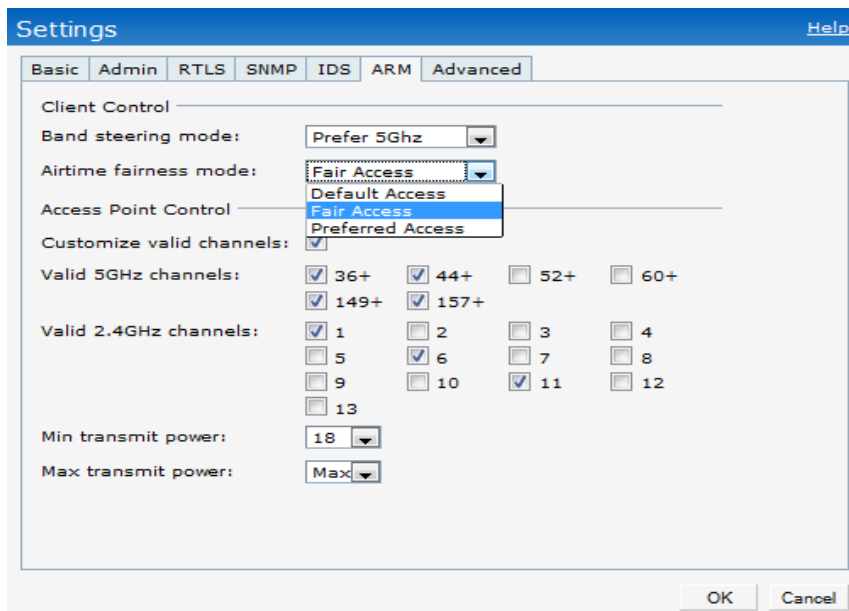 Settings Help
Basic Admin RTLS SNMP IDS ARM Advanced
Client Control
Band steering mode: Prefer 5Ghz
Airtime fairness mode: Fair Access
Default Access
Access Point Control Fair Access
Preferred Access
Customize valid channels:
Valid 5GHz channels: 36+ 44+ 52+ 60+
149+ 157+
Valid 2.4GHz channels: 1 2 3 4
5 6 7 8
9 10 11 12
13
Min transmit power: 18
Max transmit power: Max
OK Cancel